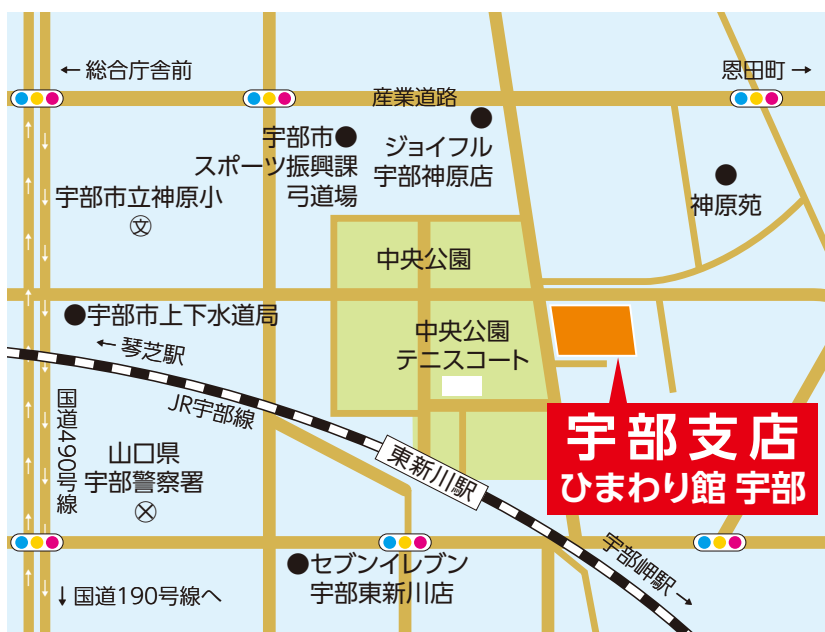 ← 総合庁舎前
恩田町 →
産業道路
宇部市
スポーツ振興課
弓道場
ジョイフル
宇部神原店
宇部市立神原小
文
神原苑
中央公園
宇部市上下水道局
中央公園
テニスコート
← 琴芝駅
JR宇部線
国道490号線
山口県
宇部警察署
東新川駅
宇部支店
ひまわり館 宇部
セブンイレブン
宇部東新川店
宇部岬駅 →
↓国道190号線へ